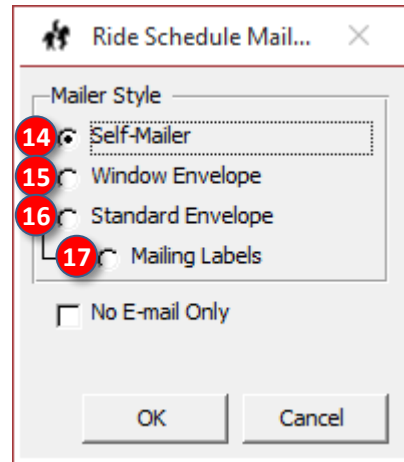 Ride Schedule Mail...
Mailer Style
14 Self-Mailer
15 Window Envelope
16 Standard Envelope
17 Mailing Labels
No E-mail Only
OK Cancel